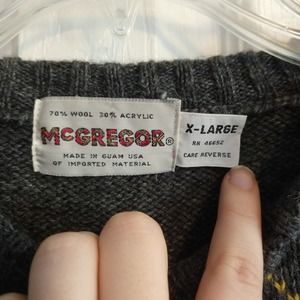 70% WOOL 30% ACRYLIC
McGREGOR®
MADE IN GUAM USA
OF IMPORTED MATERIAL
X-LARGE
RN 46652
CARE REVERSE